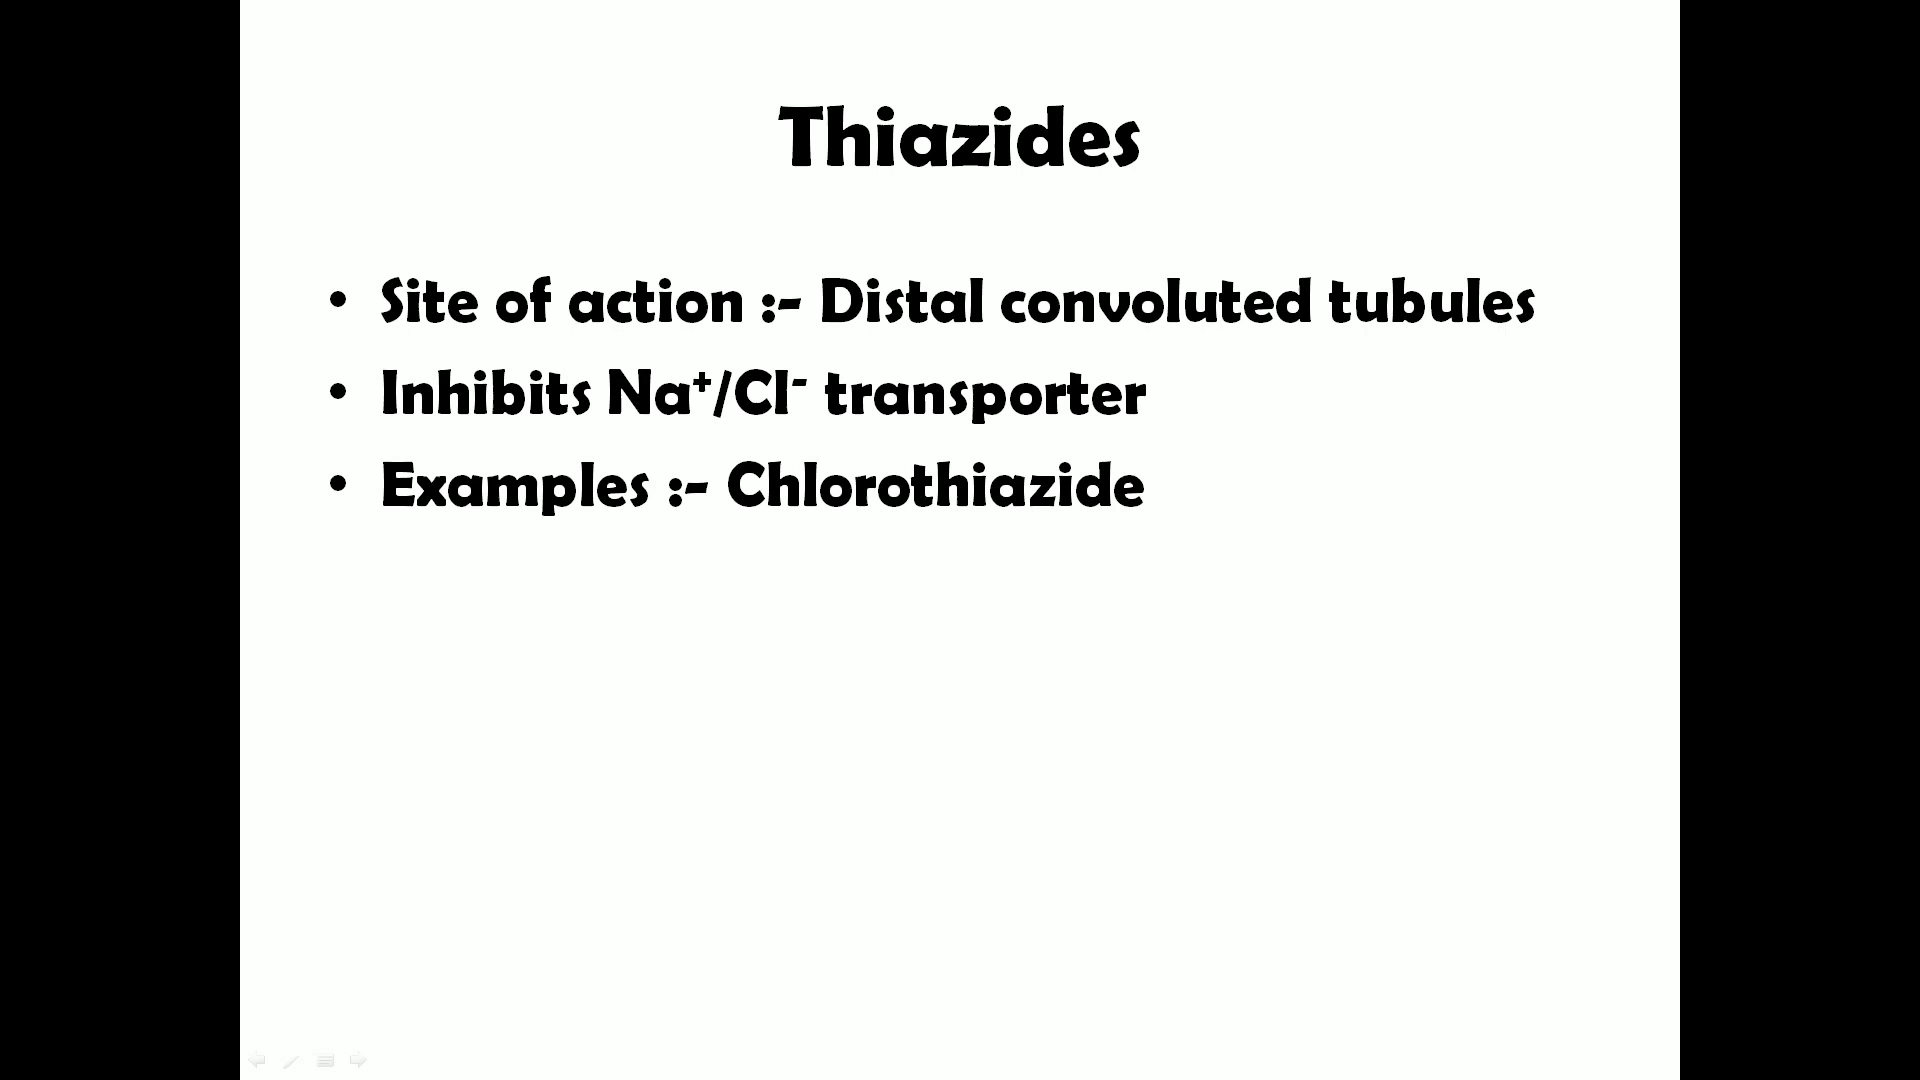 Thiazides
• Site of action :- Distal convoluted tubules
• Inhibits Na⁺/Cl⁻ transporter
• Examples :- Chlorothiazide